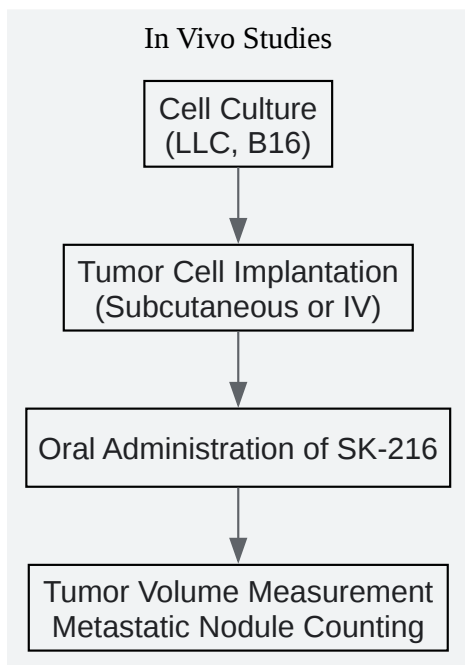 In Vivo Studies
Cell Culture
(LLC, B16)
Tumor Cell Implantation
(Subcutaneous or IV)
Oral Administration of SK-216
Tumor Volume Measurement
Metastatic Nodule Counting